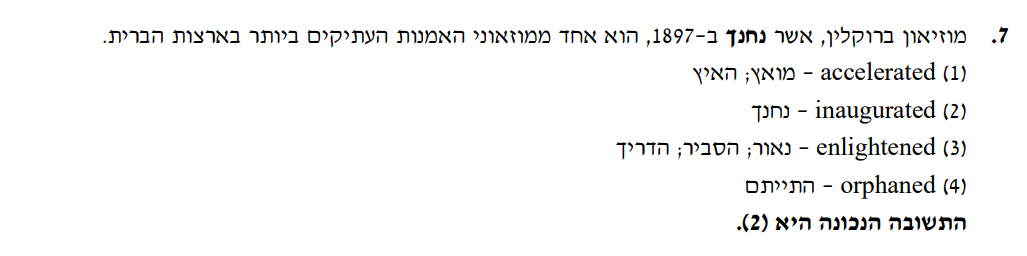 7. מוזיאון ברוקלין, אשר נחנך ב-1897, הוא אחד ממוזאוני האמנות העתיקים ביותר בארצות הברית.
(1) accelerated – מואץ; האיץ
(2) inaugurated – נחנך
(3) enlightened – נאור; הסביר; הדריך
(4) orphaned – התייתם
התשובה הנכונה היא (2).